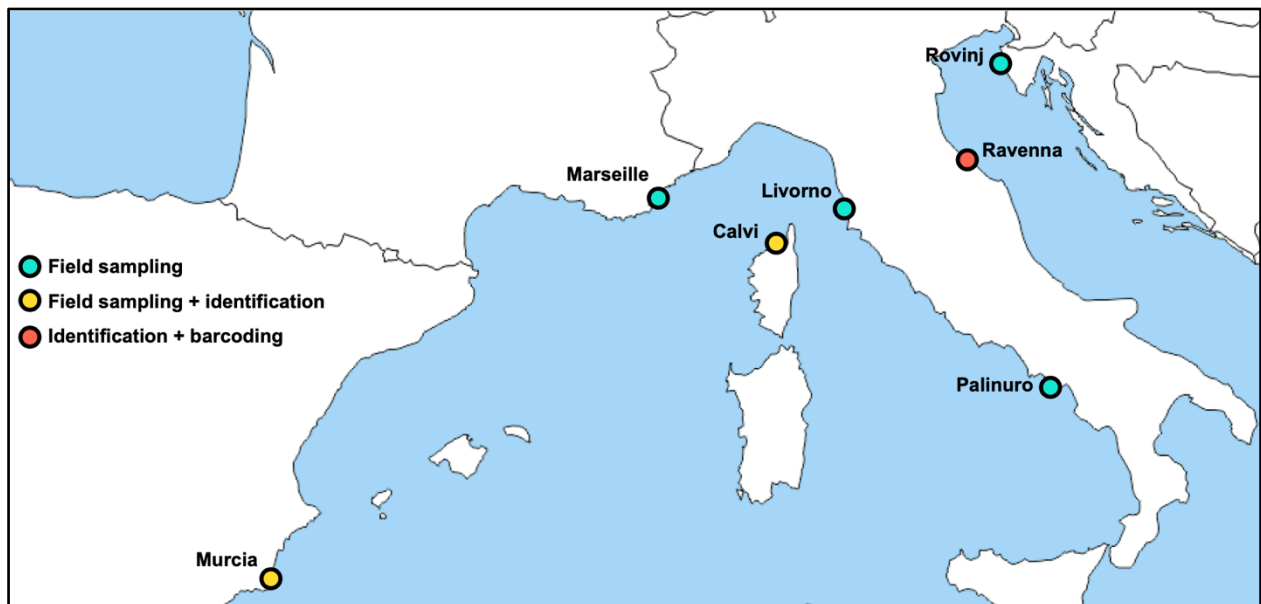 Rovinj
Ravenna
Marseille
Livorno
Calvi
Field sampling
Field sampling + identification
Identification + barcoding
Palinuro
Murcia